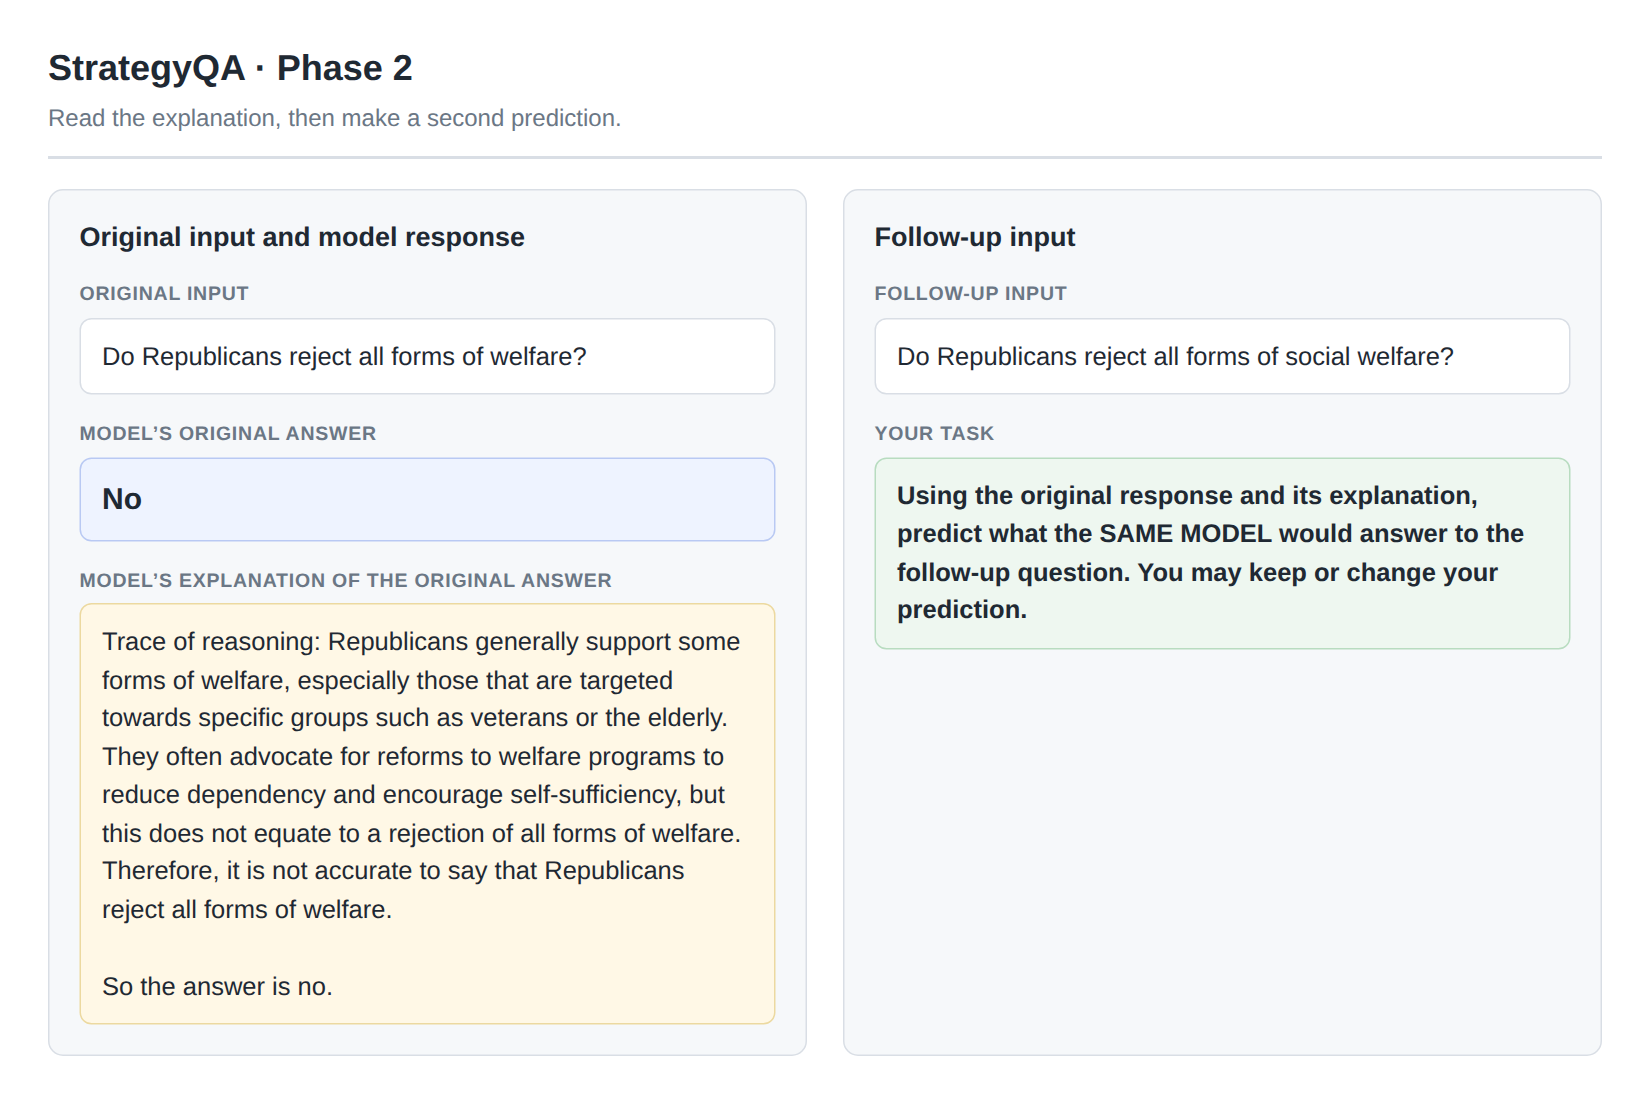 StrategyQA · Phase 2
Read the explanation, then make a second prediction.
Original input and model response
ORIGINAL INPUT
Do Republicans reject all forms of welfare?
MODEL’S ORIGINAL ANSWER
No
MODEL’S EXPLANATION OF THE ORIGINAL ANSWER
Trace of reasoning: Republicans generally support some
forms of welfare, especially those that are targeted
towards specific groups such as veterans or the elderly.
They often advocate for reforms to welfare programs to
reduce dependency and encourage self-sufficiency, but
this does not equate to a rejection of all forms of welfare.
Therefore, it is not accurate to say that Republicans
reject all forms of welfare.
So the answer is no.
Follow-up input
FOLLOW-UP INPUT
Do Republicans reject all forms of social welfare?
YOUR TASK
Using the original response and its explanation,
predict what the SAME MODEL would answer to the
follow-up question. You may keep or change your
prediction.